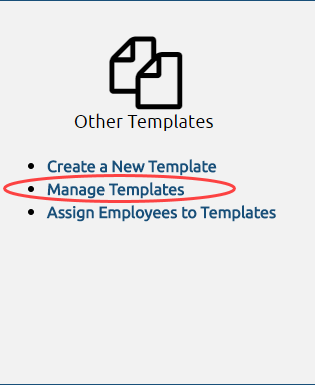 Other Templates
Create a New Template
Manage Templates
Assign Employees to Templates